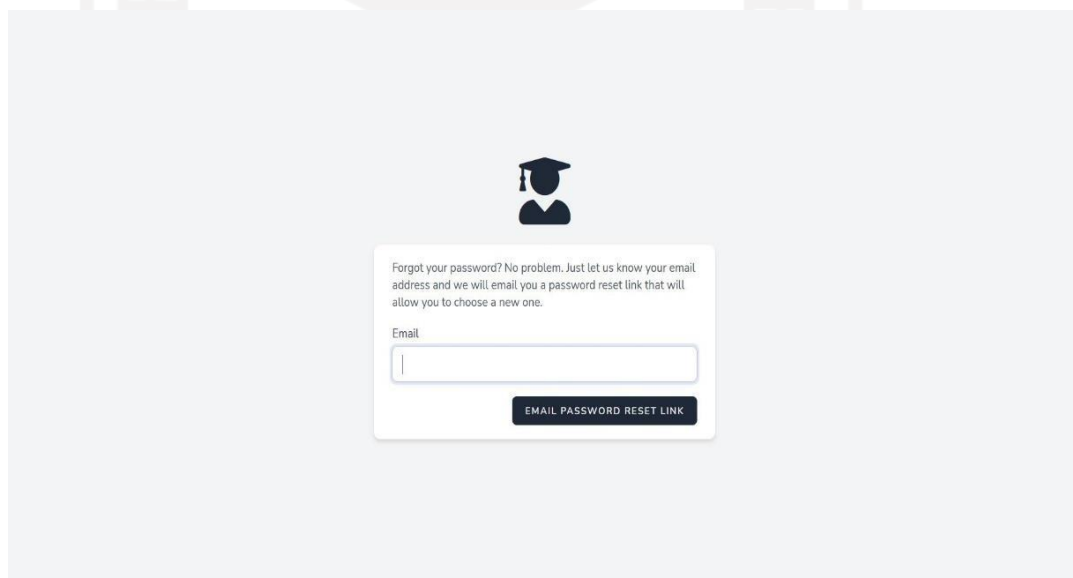 Forgot your password? No problem. Just let us know your email
address and we will email you a password reset link that will
allow you to choose a new one.
Email
EMAIL PASSWORD RESET LINK